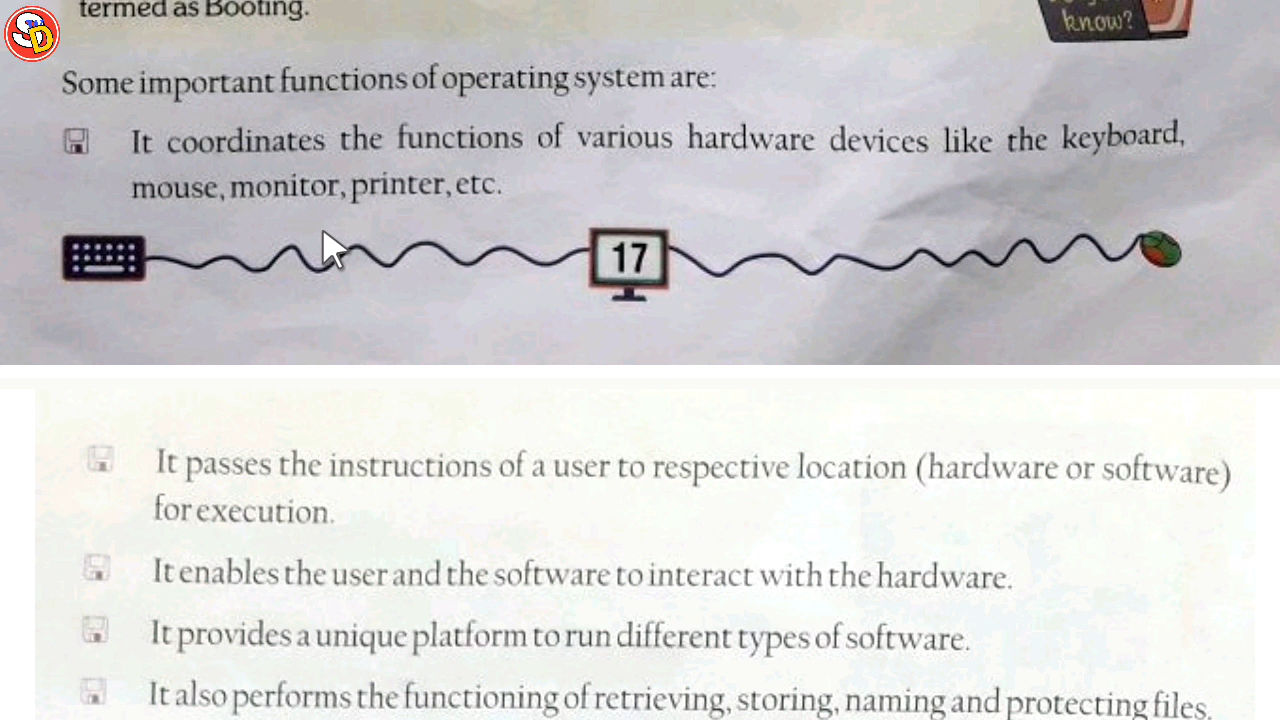 termed as Booting.
know?
Some important functions of operating system are:
It coordinates the functions of various hardware devices like the keyboard,
mouse, monitor, printer, etc.
17
It passes the instructions of a user to respective location (hardware or software)
for execution.
It enables the user and the software to interact with the hardware.
It provides a unique platform to run different types of software.
It also performs the functioning of retrieving, storing, naming and protecting files.